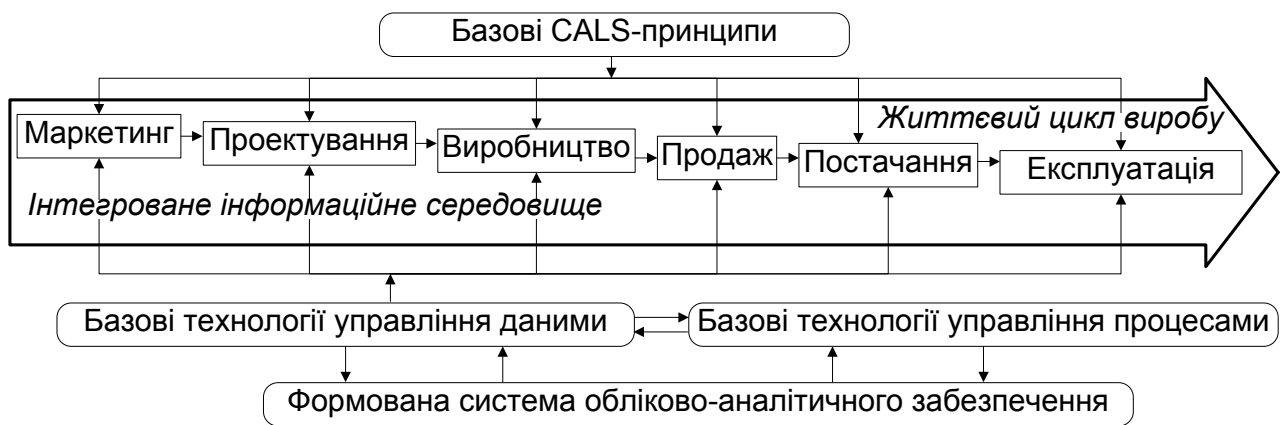 Базові CALS-принципи
Життєвий цикл виробу
Маркетинг
Проектування
Виробництво
Продаж
Постачання
Експлуатація
Інтегроване інформаційне середовище
Базові технології управління даними
Базові технології управління процесами
Формована система обліково-аналітичного забезпечення